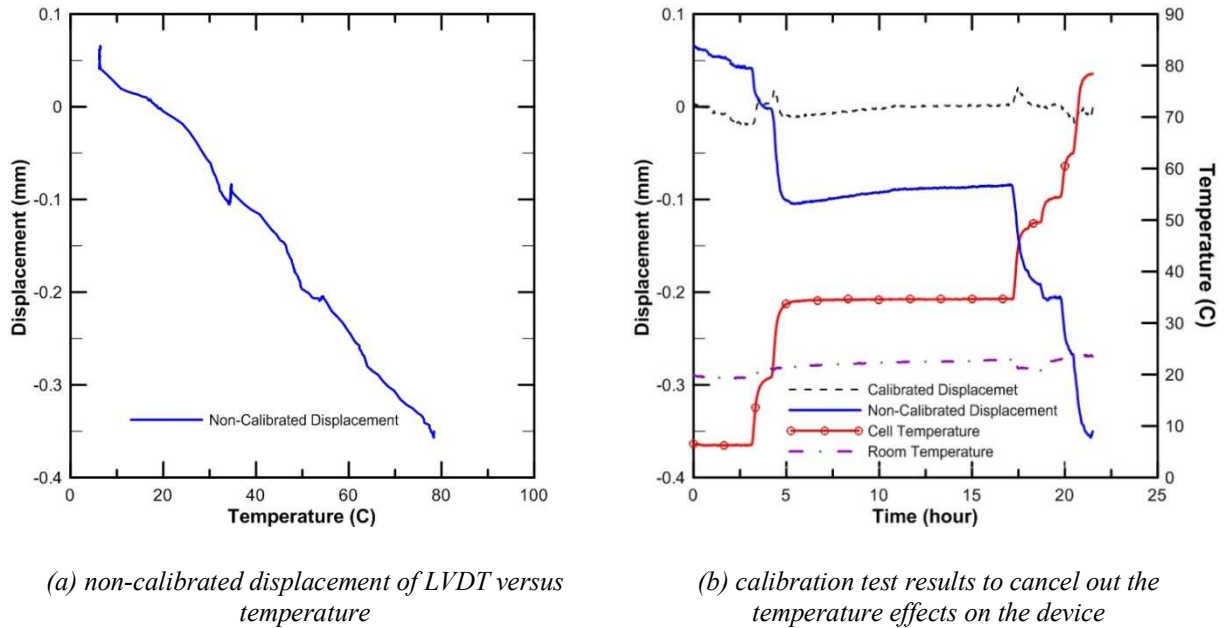 0.1
0
-0.1
-0.2
-0.3
-0.4
Displacement (mm)
Non-Calibrated Displacement
0 20 40 60 80 100
Temperature (C)
0.1
0
-0.1
-0.2
-0.3
-0.4
Displacement (mm)
90
80
70
60
50
40
30
20
10
0
Temperature (C)
Calibrated Displacemet
Non-Calibrated Displacement
Cell Temperature
Room Temperature
0 5 10 15 20 25
Time (hour)
(a) non-calibrated displacement of LVDT versus
temperature
(b) calibration test results to cancel out the
temperature effects on the device